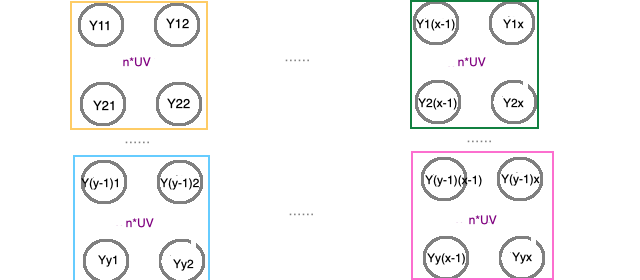 Y11 Y12 Y1(x-1) Y1x
n*UV ...... n*UV
Y21 Y22 Y2(x-1) Y2x
...... ......
Y(y-1)1 Y(y-1)2 Y(y-1)(x-1) Y(y-1)x
n*UV ...... n*UV
Yy1 Yy2 Yy(x-1) Yyx